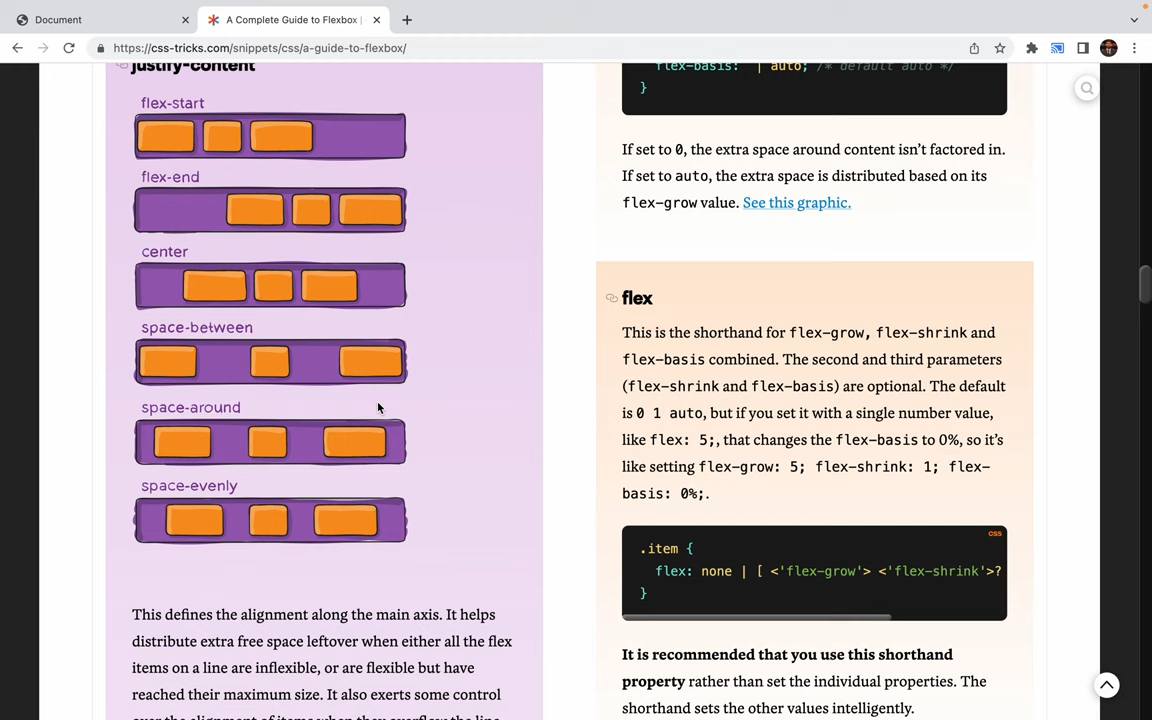 Document
A Complete Guide to Flexbox |
https://css-tricks.com/snippets/css/a-guide-to-flexbox/
justify-content
flex-start
flex-end
center
space-between
space-around
space-evenly
This defines the alignment along the main axis. It helps
distribute extra free space leftover when either all the flex
items on a line are inflexible, or are flexible but have
reached their maximum size. It also exerts some control
over the alignment of items when they overflow the line.
flex-basis:  | auto; /* default auto */
}
If set to 0, the extra space around content isn’t factored in.
If set to auto, the extra space is distributed based on its
flex-grow value. See this graphic.
flex
This is the shorthand for flex-grow, flex-shrink and
flex-basis combined. The second and third parameters
(flex-shrink and flex-basis) are optional. The default
is 0 1 auto, but if you set it with a single number value,
like flex: 5;, that changes the flex-basis to 0%, so it’s
like setting flex-grow: 5; flex-shrink: 1; flex-
basis: 0%;.
CSS
.item {
flex: none | [ <'flex-grow'> <'flex-shrink'>?
}
It is recommended that you use this shorthand
property rather than set the individual properties. The
shorthand sets the other values intelligently.